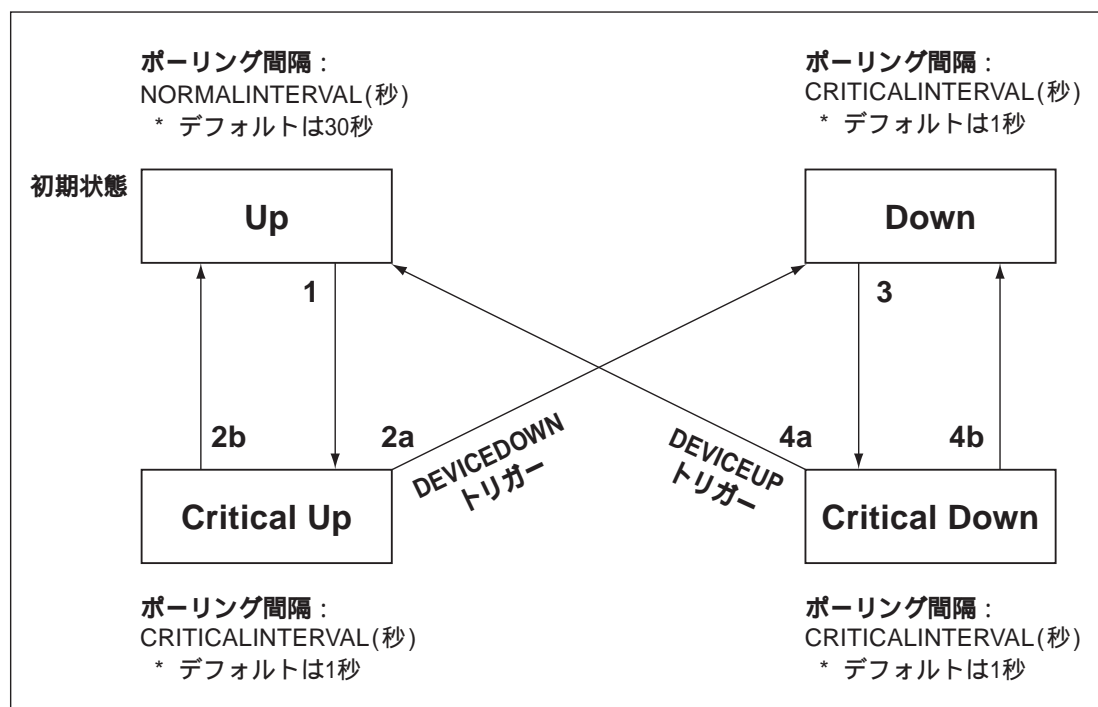 ポーリング間隔：
NORMALINTERVAL(秒)
* デフォルトは30秒
ポーリング間隔：
CRITICALINTERVAL(秒)
* デフォルトは1秒
初期状態
Up
Down
1
3
2b
2a
DEVICEDOWN
トリガー
DEVICEUP
トリガー
4a
4b
Critical Up
Critical Down
ポーリング間隔：
CRITICALINTERVAL(秒)
* デフォルトは1秒
ポーリング間隔：
CRITICALINTERVAL(秒)
* デフォルトは1秒